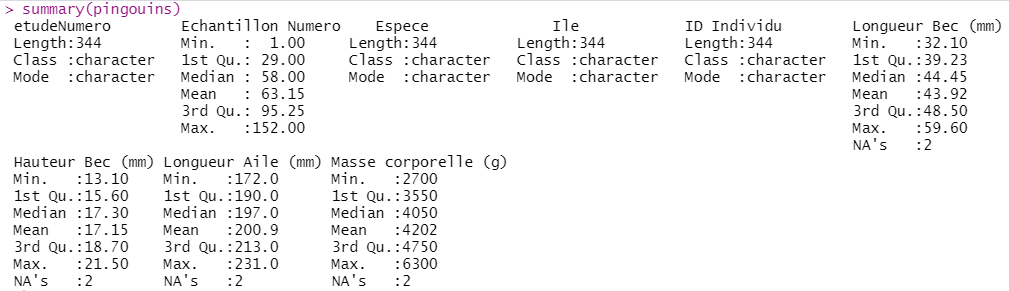 > summary(pingouins)
etudeNumero Echantillon Numero Espece Ile ID Individu Longueur Bec (mm)
Length:344 Min. : 1.00 Length:344 Length:344 Length:344 Min. :32.10
Class :character 1st Qu.: 29.00 Class :character Class :character Class :character 1st Qu.:39.23
Mode :character Median : 58.00 Mode :character Mode :character Mode :character Median :44.45
Mean : 63.15 Mean :43.92
3rd Qu.: 95.25 3rd Qu.:48.50
Max. :152.00 Max. :59.60
NA's :2
Hauteur Bec (mm) Longueur Aile (mm) Masse corporelle (g)
Min. :13.10 Min. :172.0 Min. :2700
1st Qu.:15.60 1st Qu.:190.0 1st Qu.:3550
Median :17.30 Median :197.0 Median :4050
Mean :17.15 Mean :200.9 Mean :4202
3rd Qu.:18.70 3rd Qu.:213.0 3rd Qu.:4750
Max. :21.50 Max. :231.0 Max. :6300
NA's :2 NA's :2 NA's :2